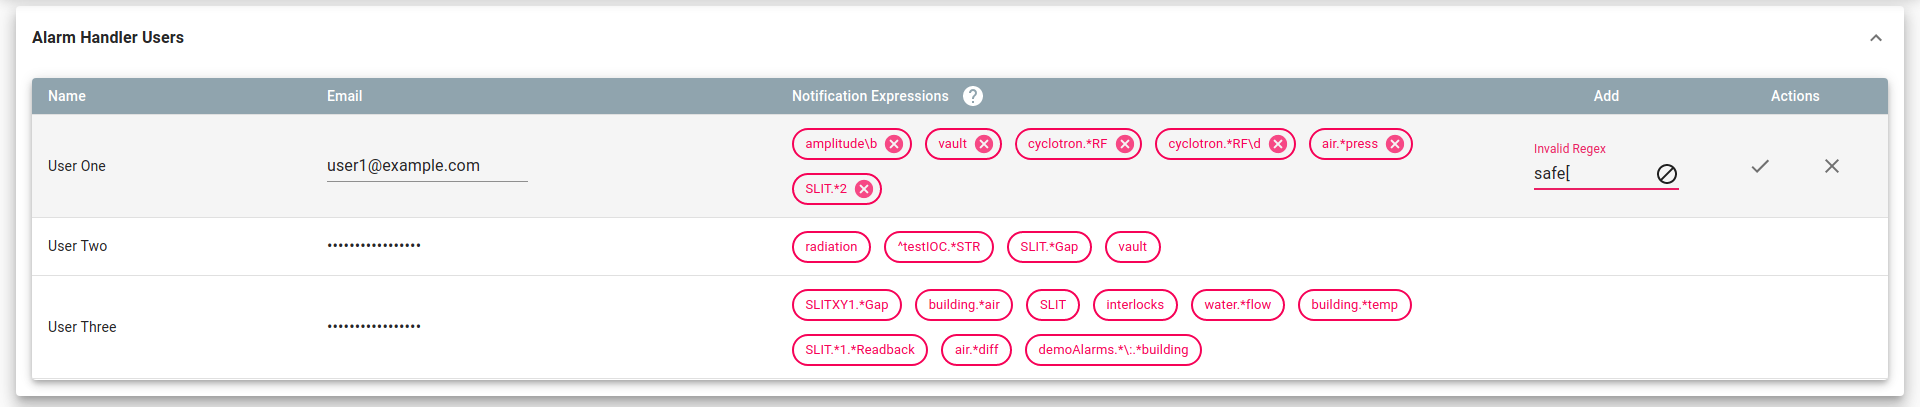 Alarm Handler Users
Name Email Notification Expressions ? Add Actions
amplitude\b vault cyclotron.*RF cyclotron.*RF\d air.*press
Invalid Regex
User One user1@example.com safe[
SLIT.*2
User Two ••••••••••••••••• radiation ^testIOC.*STR SLIT.*Gap vault
SLITXY1.*Gap building.*air SLIT interlocks water.*flow building.*temp
User Three •••••••••••••••••
SLIT.*1.*Readback air.*diff demoAlarms.*\:.*building